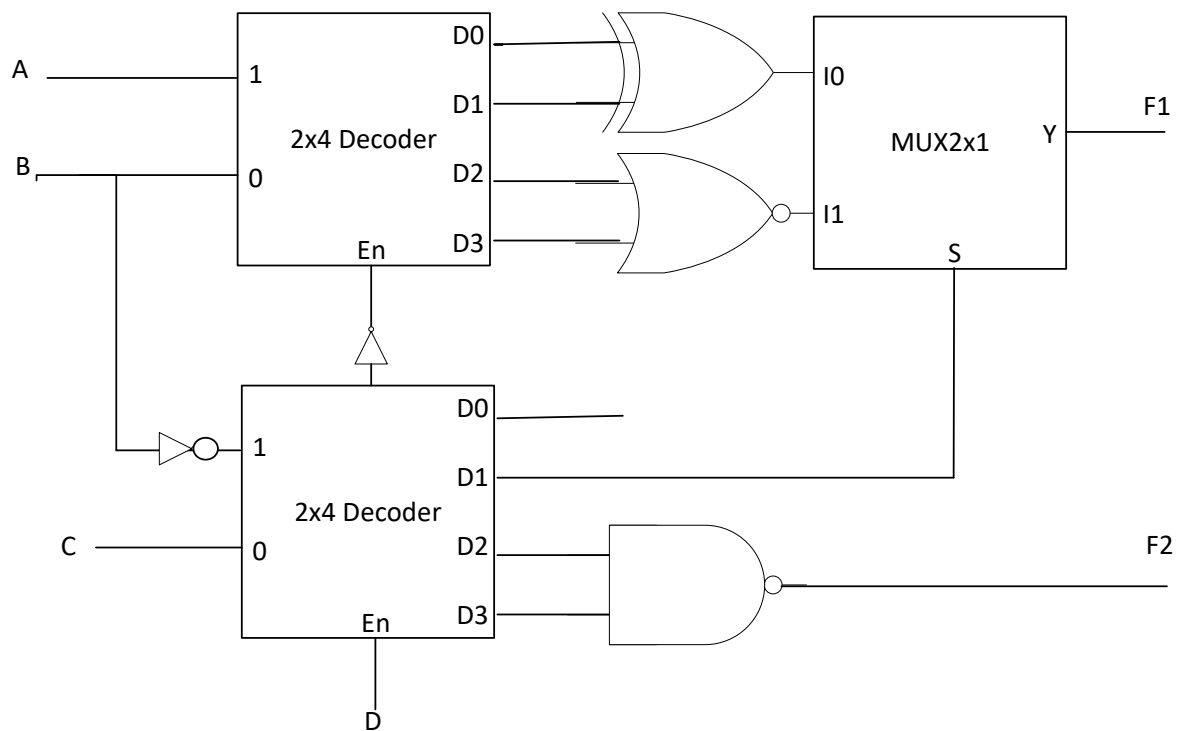 A
B
1
0
2x4 Decoder
En
D0
D1
D2
D3
I0
I1
MUX2x1
Y
S
F1
1
0
C
2x4 Decoder
En
D
D0
D1
D2
D3
F2